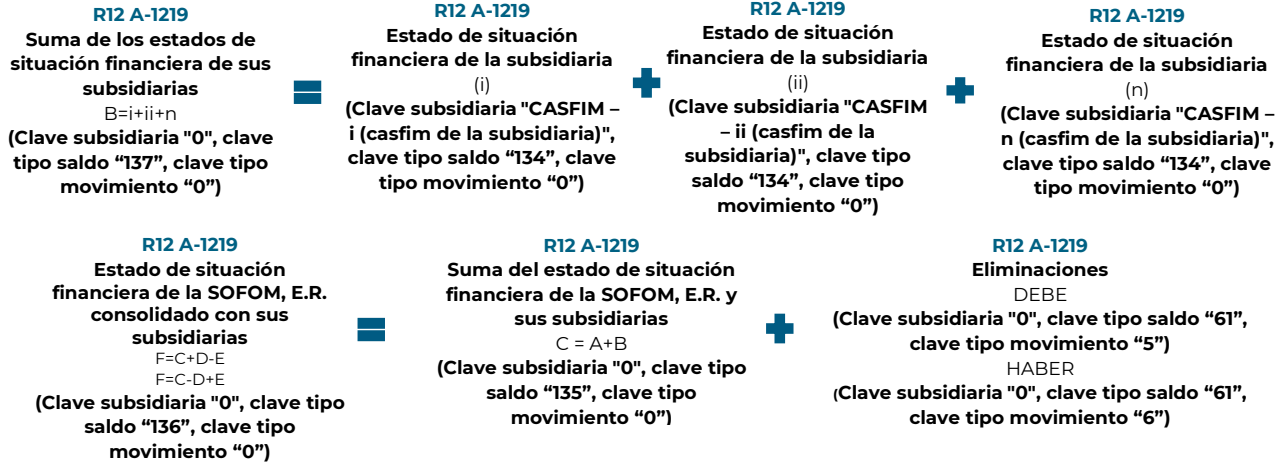 R12 A-1219
Suma de los estados de
situación financiera de sus
subsidiarias
B=i+ii+n
(Clave subsidiaria "0", clave
tipo saldo “137”, clave tipo
movimiento “0”)
R12 A-1219
Estado de situación
financiera de la subsidiaria
(i)
(Clave subsidiaria "CASFIM –
i (casfim de la subsidiaria)",
clave tipo saldo “134”, clave
tipo movimiento “0”)
R12 A-1219
Estado de situación
financiera de la subsidiaria
(ii)
(Clave subsidiaria "CASFIM
– ii (casfim de la
subsidiaria)", clave tipo
saldo “134”, clave tipo
movimiento “0”)
R12 A-1219
Estado de situación
financiera de la subsidiaria
(n)
(Clave subsidiaria "CASFIM –
n (casfim de la subsidiaria)",
clave tipo saldo “134”, clave
tipo movimiento “0”)
R12 A-1219
Estado de situación
financiera de la SOFOM, E.R.
consolidado con sus
subsidiarias
F=C+D-E
F=C-D+E
(Clave subsidiaria "0", clave tipo
saldo “136”, clave tipo
movimiento “0”)
R12 A-1219
Suma del estado de situación
financiera de la SOFOM, E.R. y
sus subsidiarias
C = A+B
(Clave subsidiaria "0", clave tipo
saldo “135”, clave tipo
movimiento “0”)
R12 A-1219
Eliminaciones
DEBE
(Clave subsidiaria "0", clave tipo saldo “61”,
clave tipo movimiento “5”)
HABER
(Clave subsidiaria "0", clave tipo saldo “61”,
clave tipo movimiento “6”)